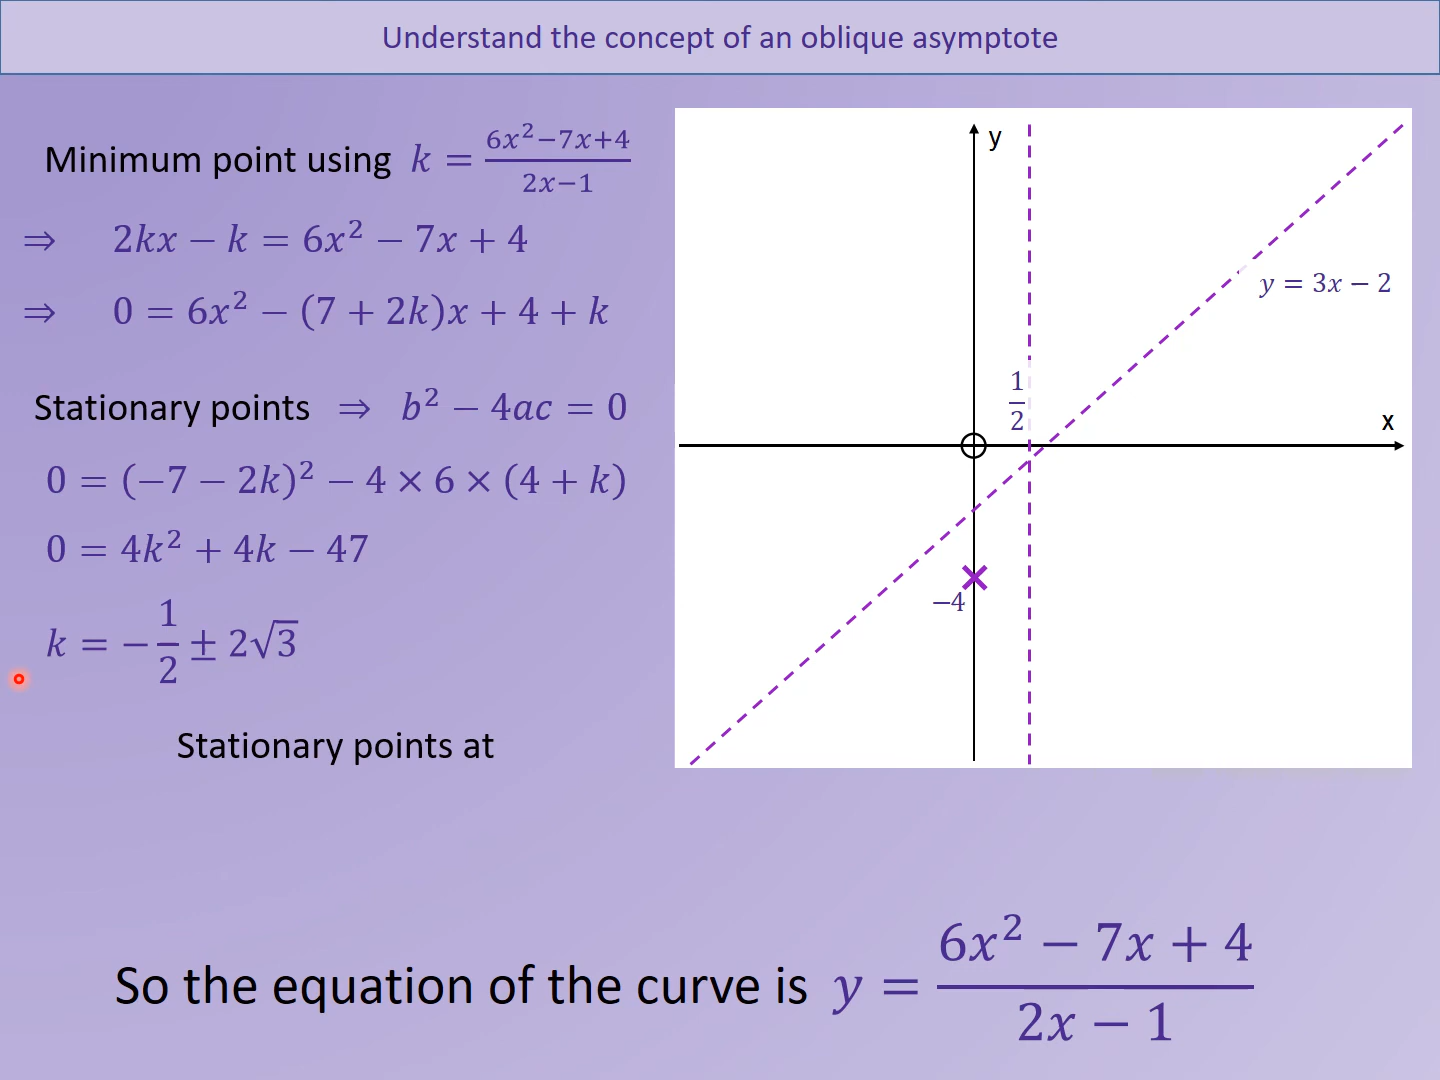 Understand the concept of an oblique asymptote
Minimum point using k = (6x² − 7x + 4)/(2x − 1)
⇒ 2kx − k = 6x² − 7x + 4
⇒ 0 = 6x² − (7 + 2k)x + 4 + k
Stationary points ⇒ b² − 4ac = 0
0 = (−7 − 2k)² − 4 × 6 × (4 + k)
0 = 4k² + 4k − 47
k = −1/2 ± 2√3
Stationary points at
y
y = 3x − 2
1/2
x
−4
So the equation of the curve is y = (6x² − 7x + 4)/(2x − 1)